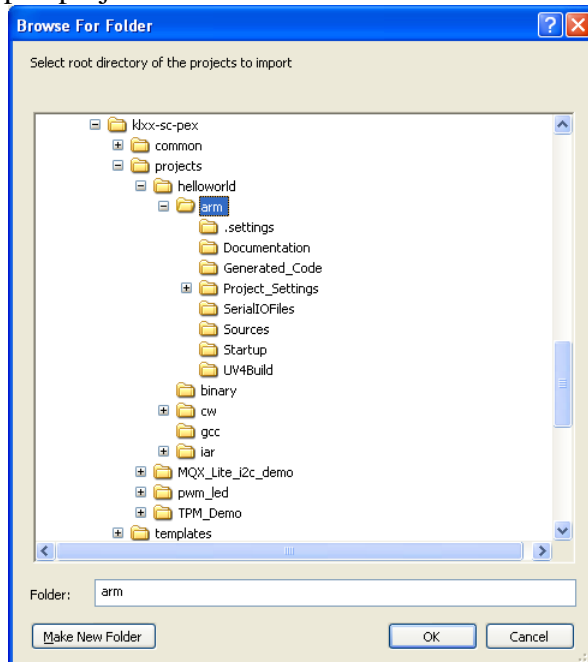 Browse For Folder
Select root directory of the projects to import
klxx-sc-pex
common
projects
helloworld
arm
.settings
Documentation
Generated_Code
Project_Settings
SerialIOFiles
Sources
Startup
UV4Build
binary
cw
gcc
iar
MQX_Lite_i2c_demo
pwm_led
TPM_Demo
templates
Folder: arm
Make New Folder OK Cancel